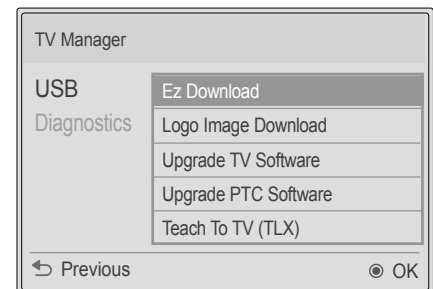 TV Manager
USB
Diagnostics
Ez Download
Logo Image Download
Upgrade TV Software
Upgrade PTC Software
Teach To TV (TLX)
Previous
OK